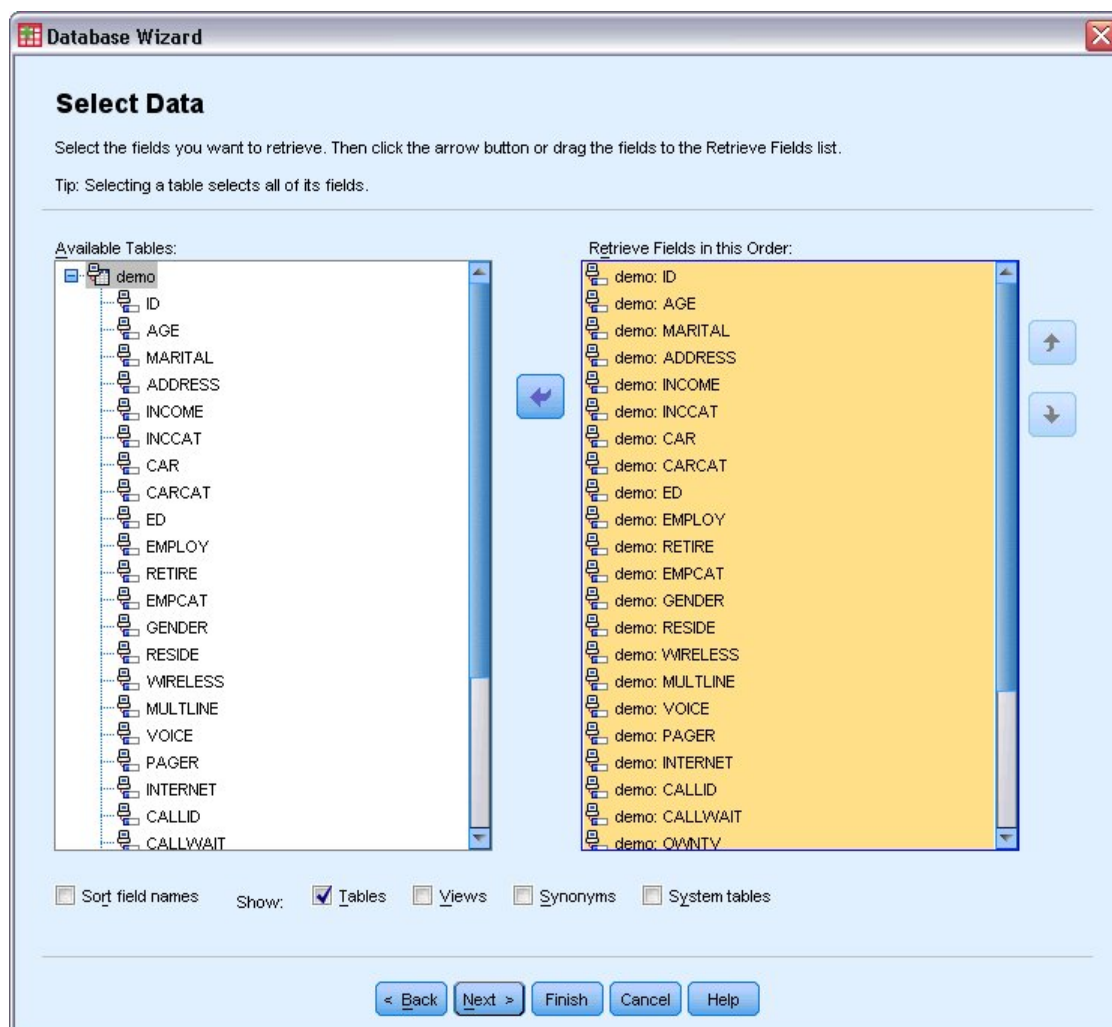 Database Wizard
Select Data
Select the fields you want to retrieve. Then click the arrow button or drag the fields to the Retrieve Fields list.
Tip: Selecting a table selects all of its fields.
Available Tables:
demo
ID
AGE
MARITAL
ADDRESS
INCOME
INCCAT
CAR
CARCAT
ED
EMPLOY
RETIRE
EMPCAT
GENDER
RESIDE
WIRELESS
MULTLINE
VOICE
PAGER
INTERNET
CALLID
CALLWAIT
Retrieve Fields in this Order:
demo: ID
demo: AGE
demo: MARITAL
demo: ADDRESS
demo: INCOME
demo: INCCAT
demo: CAR
demo: CARCAT
demo: ED
demo: EMPLOY
demo: RETIRE
demo: EMPCAT
demo: GENDER
demo: RESIDE
demo: WIRELESS
demo: MULTLINE
demo: VOICE
demo: PAGER
demo: INTERNET
demo: CALLID
demo: CALLWAIT
demo: OWNTV
Sort field names Show: Tables Views Synonyms System tables
< Back Next > Finish Cancel Help